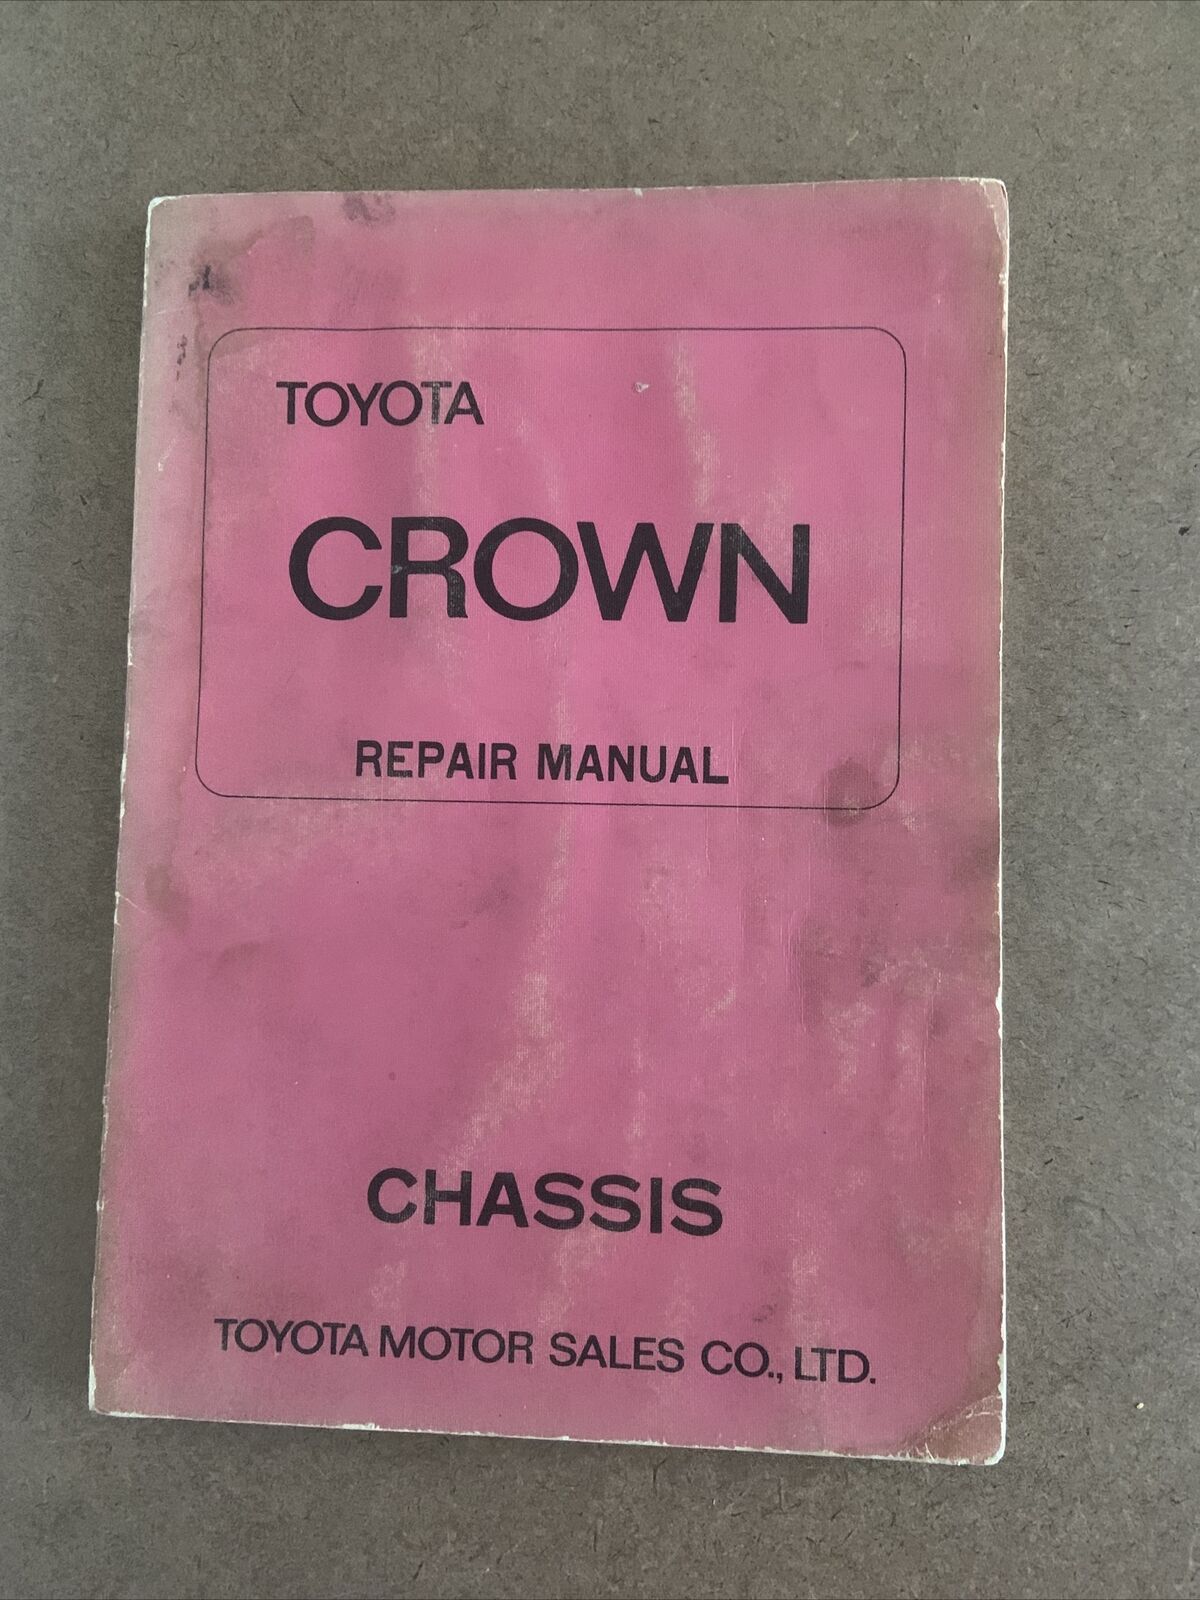 TOYOTA
CROWN
REPAIR MANUAL
CHASSIS
TOYOTA MOTOR SALES CO., LTD.